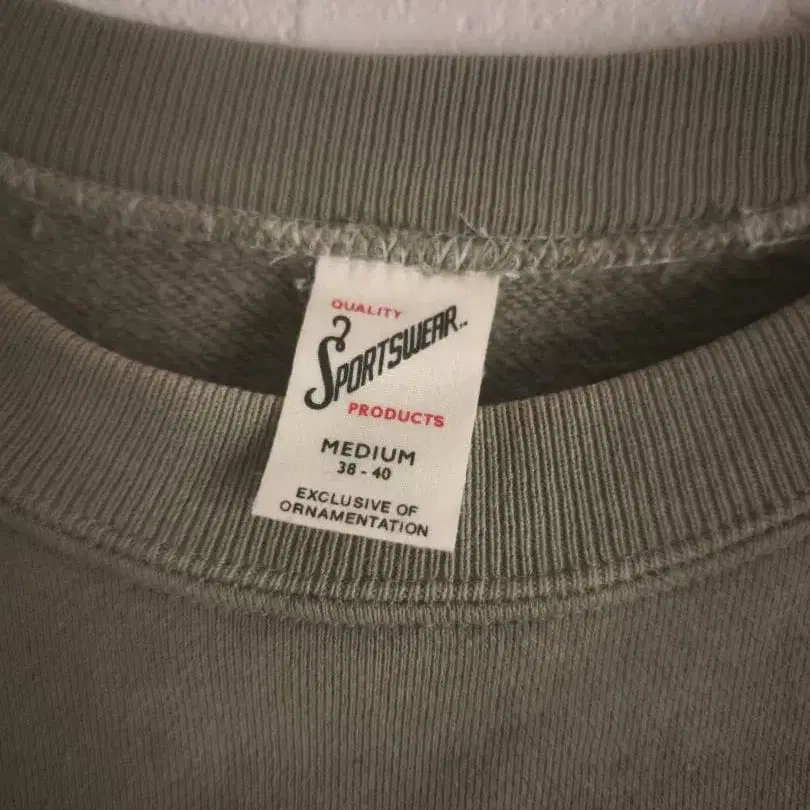 QUALITY
SPORTSWEAR
PRODUCTS
MEDIUM
38 - 40
EXCLUSIVE OF
ORNAMENTATION